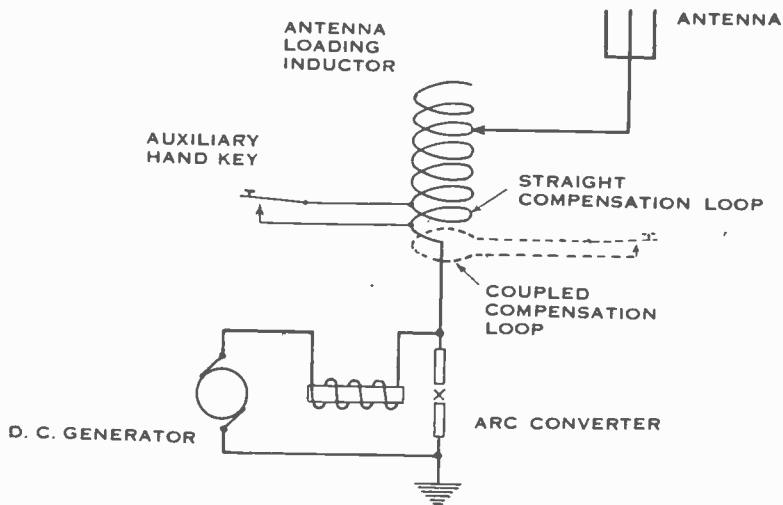 ANTENNA
LOADING
INDUCTOR
ANTENNA
AUXILIARY
HAND KEY
STRAIGHT
COMPENSATION LOOP
COUPLED
COMPENSATION
LOOP
D. C. GENERATOR
ARC CONVERTER